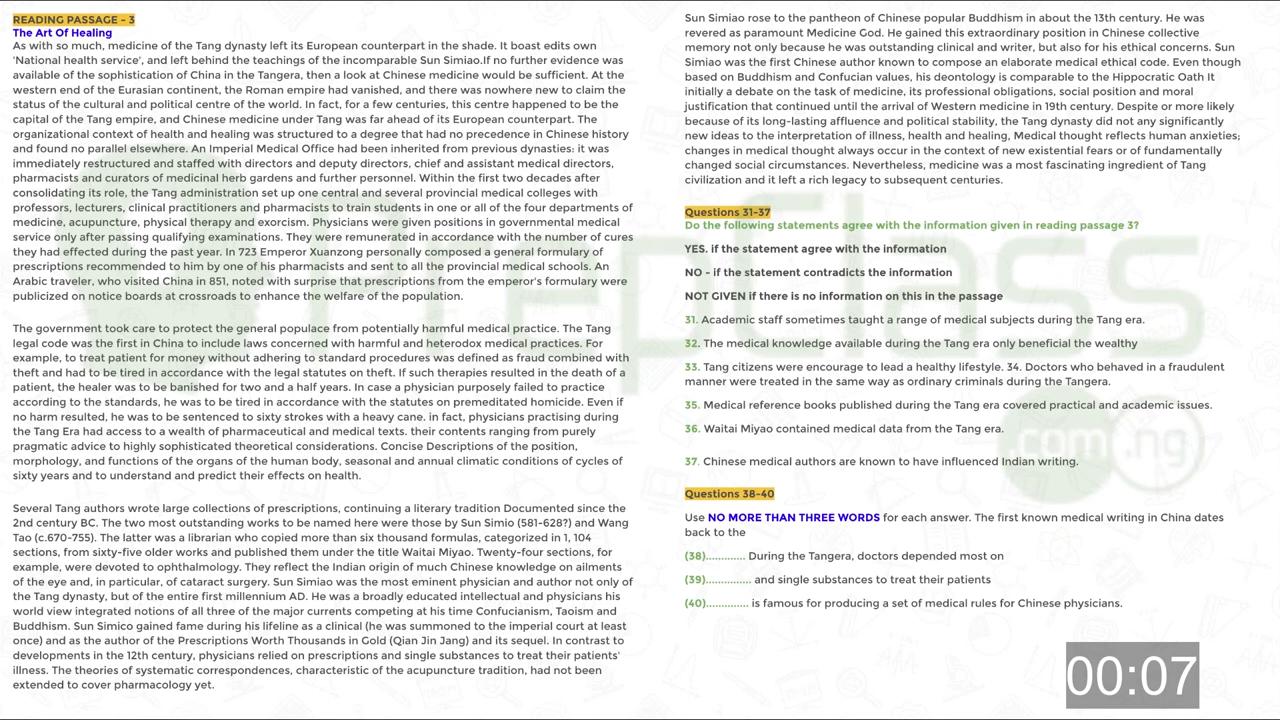 READING PASSAGE - 3
The Art Of Healing
As with so much, medicine of the Tang dynasty left its European counterpart in the shade. It boast edits own
'National health service', and left behind the teachings of the incomparable Sun Simiao.If no further evidence was
available of the sophistication of China in the Tangera, then a look at Chinese medicine would be sufficient. At the
western end of the Eurasian continent, the Roman empire had vanished, and there was nowhere new to claim the
status of the cultural and political centre of the world. In fact, for a few centuries, this centre happened to be the
capital of the Tang empire, and Chinese medicine under Tang was far ahead of its European counterpart. The
organizational context of health and healing was structured to a degree that had no precedence in Chinese history
and found no parallel elsewhere. An Imperial Medical Office had been inherited from previous dynasties: it was
immediately restructured and staffed with directors and deputy directors, chief and assistant medical directors,
pharmacists and curators of medicinal herb gardens and further personnel. Within the first two decades after
consolidating its role, the Tang administration set up one central and several provincial medical colleges with
professors, lecturers, clinical practitioners and pharmacists to train students in one or all of the four departments of
medicine, acupuncture, physical therapy and exorcism. Physicians were given positions in governmental medical
service only after passing qualifying examinations. They were remunerated in accordance with the number of cures
they had effected during the past year. In 723 Emperor Xuanzong personally composed a general formulary of
prescriptions recommended to him by one of his pharmacists and sent to all the provincial medical schools. An
Arabic traveler, who visited China in 851, noted with surprise that prescriptions from the emperor's formulary were
publicized on notice boards at crossroads to enhance the welfare of the population.
The government took care to protect the general populace from potentially harmful medical practice. The Tang
legal code was the first in China to include laws concerned with harmful and heterodox medical practices. For
example, to treat patient for money without adhering to standard procedures was defined as fraud combined with
theft and had to be tired in accordance with the legal statutes on theft. If such therapies resulted in the death of a
patient, the healer was to be banished for two and a half years. In case a physician purposely failed to practice
according to the standards, he was to be tired in accordance with the statutes on premeditated homicide. Even if
no harm resulted, he was to be sentenced to sixty strokes with a heavy cane. in fact, physicians practising during
the Tang Era had access to a wealth of pharmaceutical and medical texts. their contents ranging from purely
pragmatic advice to highly sophisticated theoretical considerations. Concise Descriptions of the position,
morphology, and functions of the organs of the human body, seasonal and annual climatic conditions of cycles of
sixty years and to understand and predict their effects on health.
Several Tang authors wrote large collections of prescriptions, continuing a literary tradition Documented since the
2nd century BC. The two most outstanding works to be named here were those by Sun Simio (581-628?) and Wang
Tao (c.670-755). The latter was a librarian who copied more than six thousand formulas, categorized in 1, 104
sections, from sixty-five older works and published them under the title Waitai Miyao. Twenty-four sections, for
example, were devoted to ophthalmology. They reflect the Indian origin of much Chinese knowledge on ailments
of the eye and, in particular, of cataract surgery. Sun Simiao was the most eminent physician and author not only of
the Tang dynasty, but of the entire first millennium AD. He was a broadly educated intellectual and physicians his
world view integrated notions of all three of the major currents competing at his time Confucianism, Taoism and
Buddhism. Sun Simico gained fame during his lifeline as a clinical (he was summoned to the imperial court at least
once) and as the author of the Prescriptions Worth Thousands in Gold (Qian Jin Jang) and its sequel. In contrast to
developments in the 12th century, physicians relied on prescriptions and single substances to treat their patients'
illness. The theories of systematic correspondences, characteristic of the acupuncture tradition, had not been
extended to cover pharmacology yet.
Sun Simiao rose to the pantheon of Chinese popular Buddhism in about the 13th century. He was
revered as paramount Medicine God. He gained this extraordinary position in Chinese collective
memory not only because he was outstanding clinical and writer, but also for his ethical concerns. Sun
Simiao was the first Chinese author known to compose an elaborate medical ethical code. Even though
based on Buddhism and Confucian values, his deontology is comparable to the Hippocratic Oath It
initially a debate on the task of medicine, its professional obligations, social position and moral
justification that continued until the arrival of Western medicine in 19th century. Despite or more likely
because of its long-lasting affluence and political stability, the Tang dynasty did not any significantly
new ideas to the interpretation of illness, health and healing, Medical thought reflects human anxieties;
changes in medical thought always occur in the context of new existential fears or of fundamentally
changed social circumstances. Nevertheless, medicine was a most fascinating ingredient of Tang
civilization and it left a rich legacy to subsequent centuries.
Questions 31-37
Do the following statements agree with the information given in reading passage 3?
YES. if the statement agree with the information
NO - if the statement contradicts the information
NOT GIVEN if there is no information on this in the passage
31. Academic staff sometimes taught a range of medical subjects during the Tang era.
32. The medical knowledge available during the Tang era only beneficial the wealthy
33. Tang citizens were encourage to lead a healthy lifestyle. 34. Doctors who behaved in a fraudulent
manner were treated in the same way as ordinary criminals during the Tangera.
35. Medical reference books published during the Tang era covered practical and academic issues.
36. Waitai Miyao contained medical data from the Tang era.
37. Chinese medical authors are known to have influenced Indian writing.
Questions 38-40
Use NO MORE THAN THREE WORDS for each answer. The first known medical writing in China dates
back to the
(38)............. During the Tangera, doctors depended most on
(39)............... and single substances to treat their patients
(40).............. is famous for producing a set of medical rules for Chinese physicians.
00:07